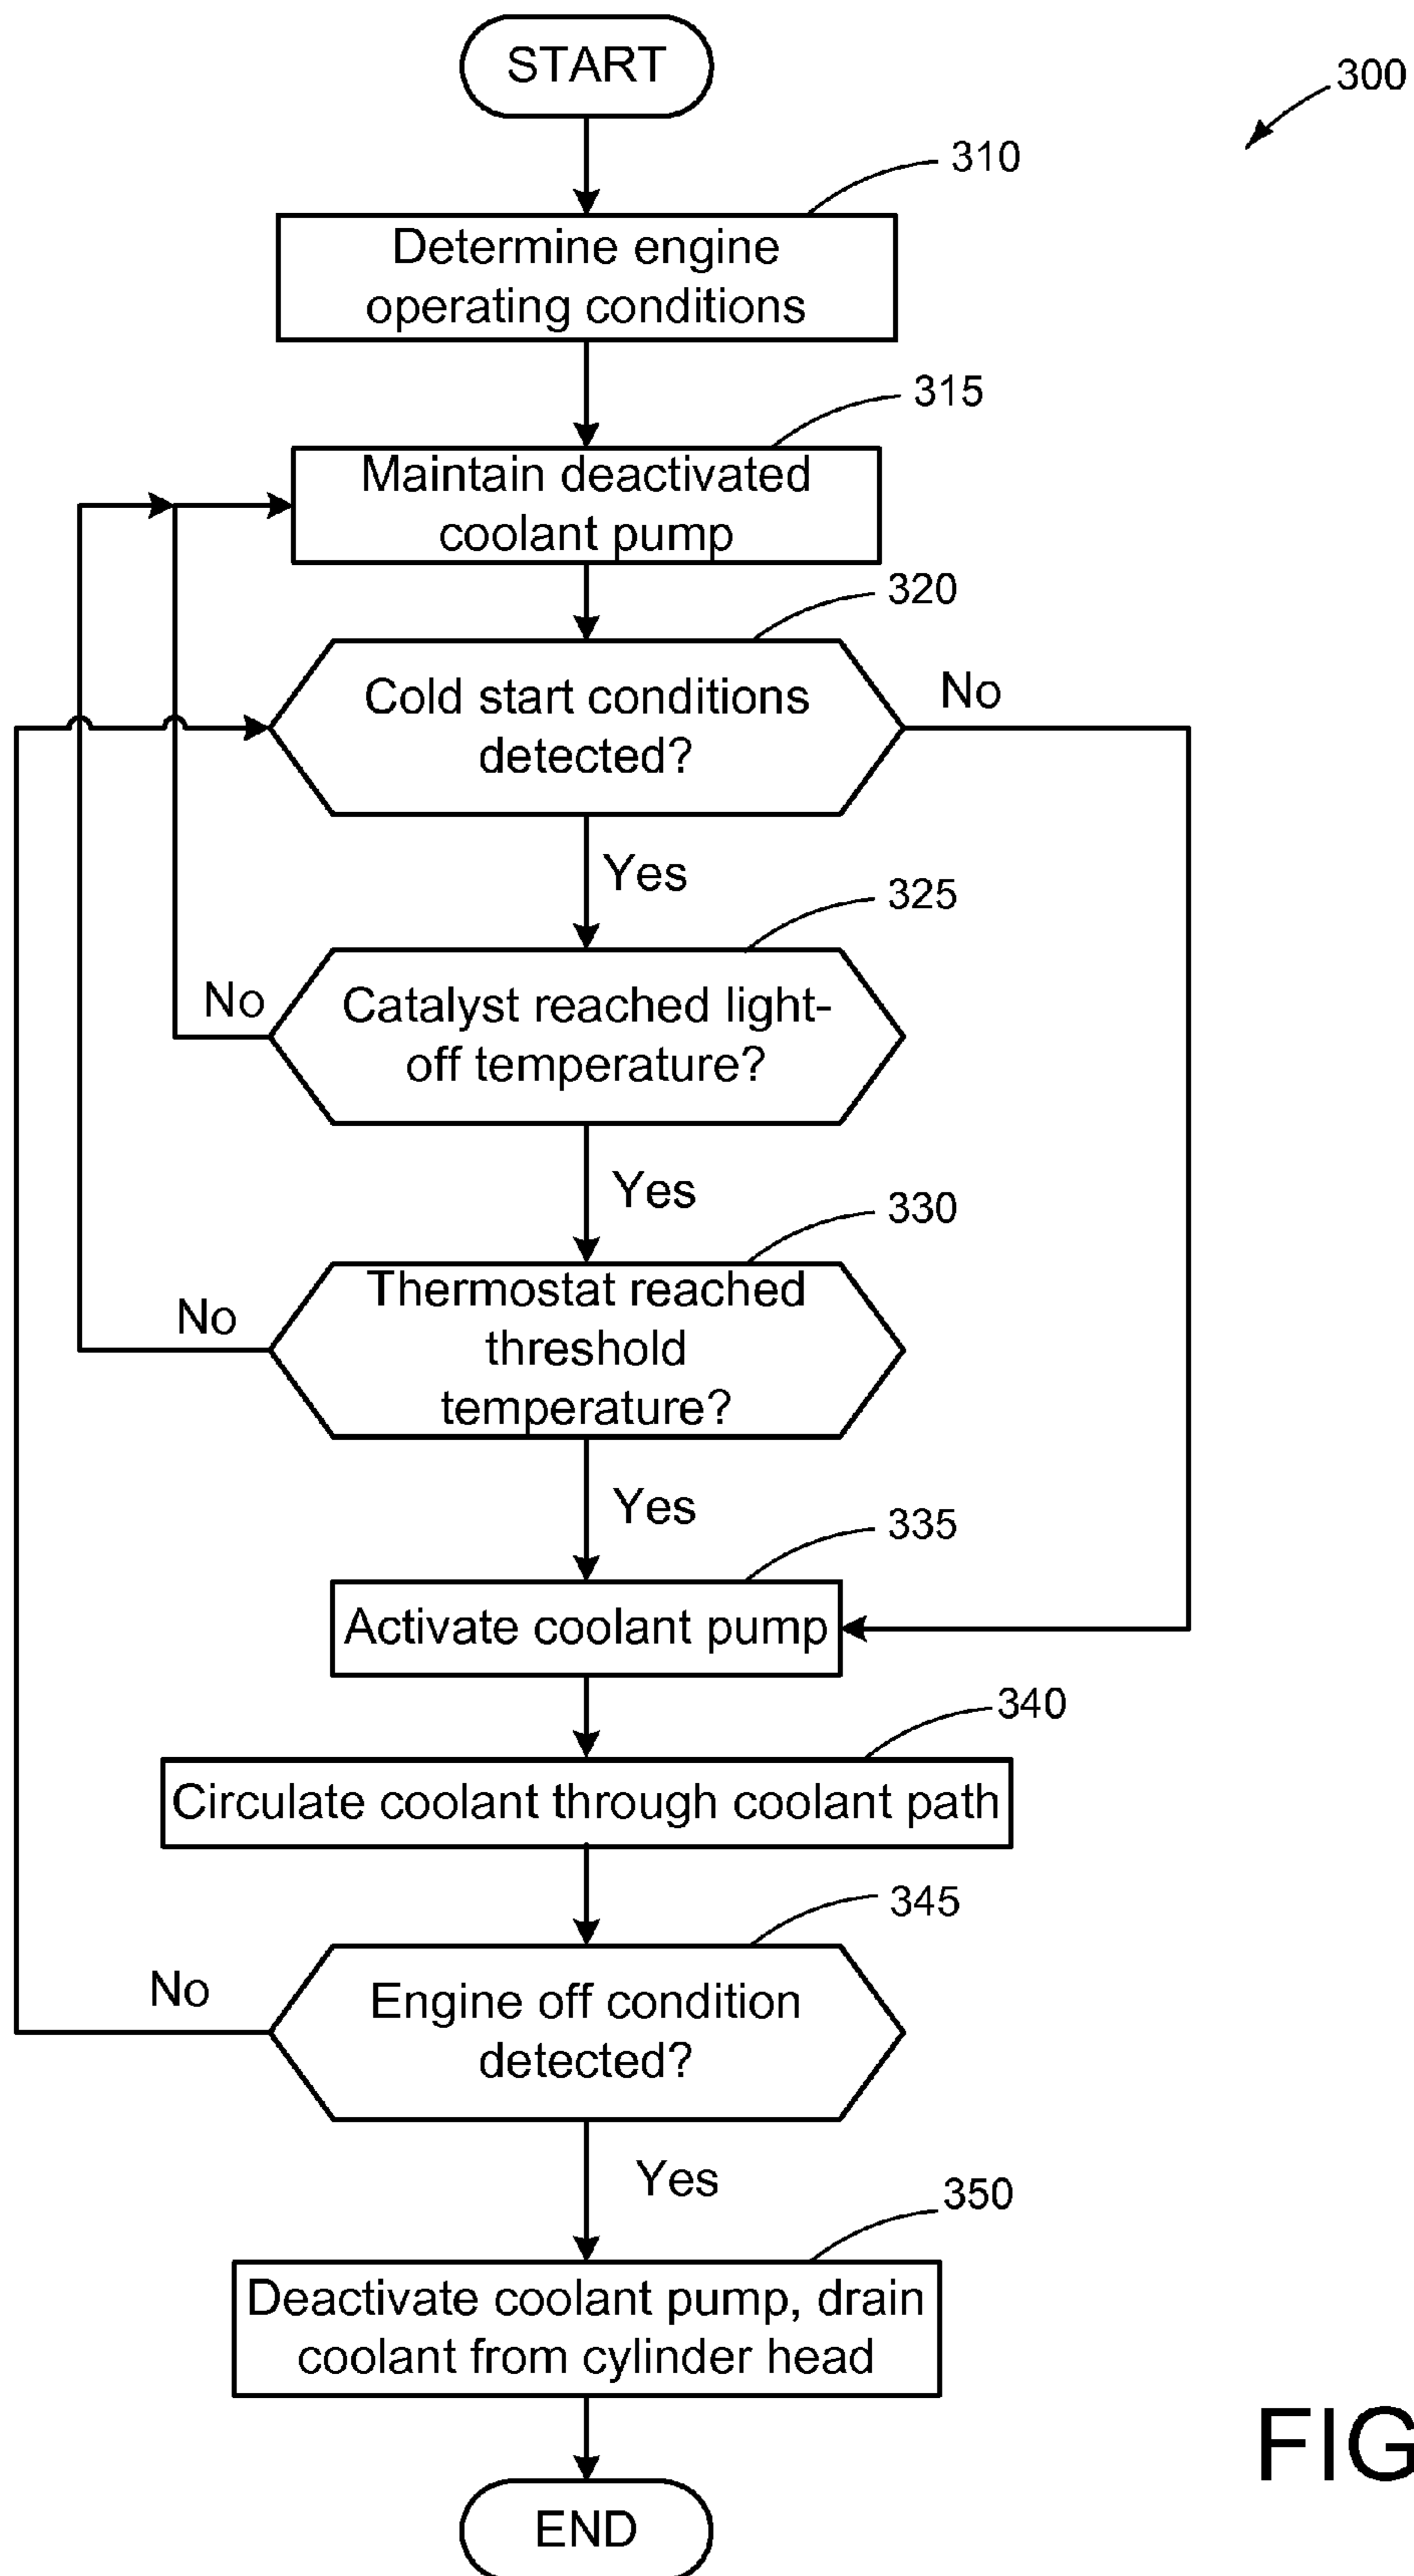 START
300
310
Determine engine
operating conditions
315
Maintain deactivated
coolant pump
320
Cold start conditions
detected?
No
Yes
325
Catalyst reached light-
off temperature?
No
Yes
330
Thermostat reached
threshold
temperature?
No
Yes
335
Activate coolant pump
340
Circulate coolant through coolant path
345
Engine off condition
detected?
No
Yes
350
Deactivate coolant pump, drain
coolant from cylinder head
END
FIG